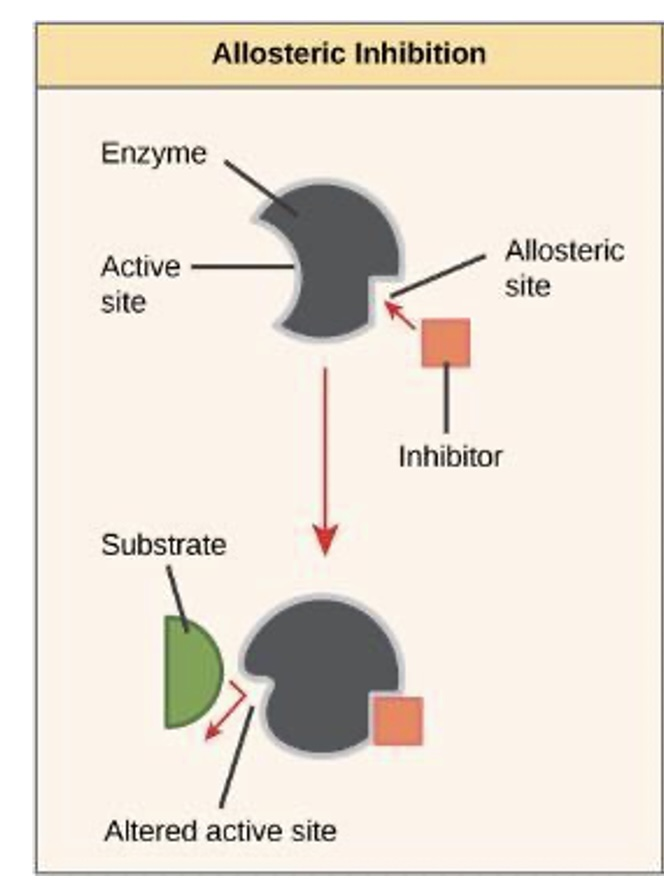 Allosteric Inhibition
Enzyme
Active
site
Allosteric
site
Inhibitor
Substrate
Altered active site